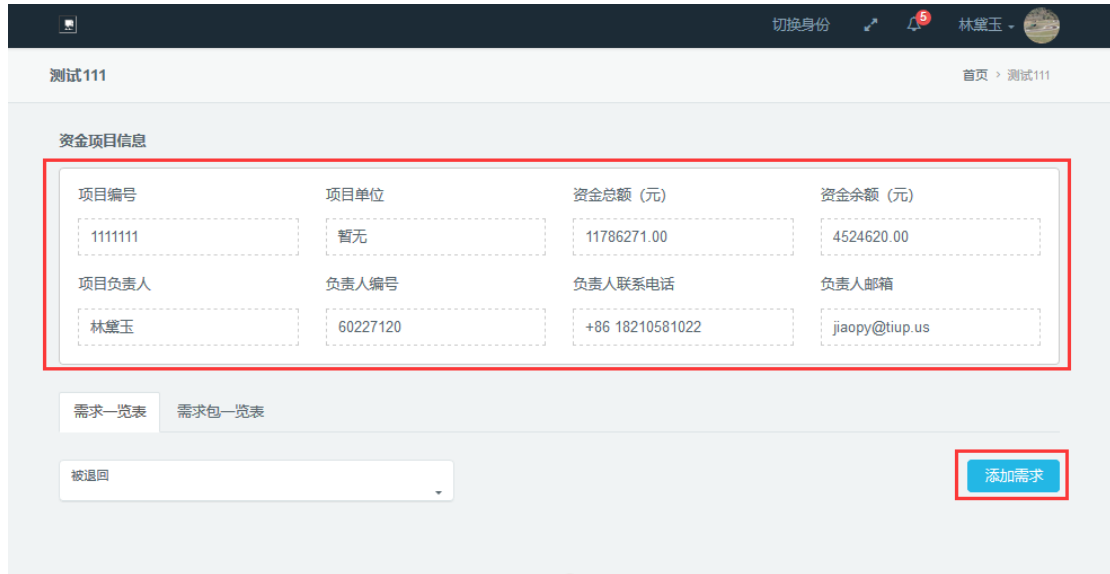 切换身份 5 林黛玉
测试111 首页 > 测试111
资金项目信息
项目编号 项目单位 资金总额（元） 资金余额（元）
1111111 暂无 11786271.00 4524620.00
项目负责人 负责人编号 负责人联系电话 负责人邮箱
林黛玉 60227120 +86 18210581022 jiaopy@tiup.us
需求一览表 需求包一览表
被退回 添加需求